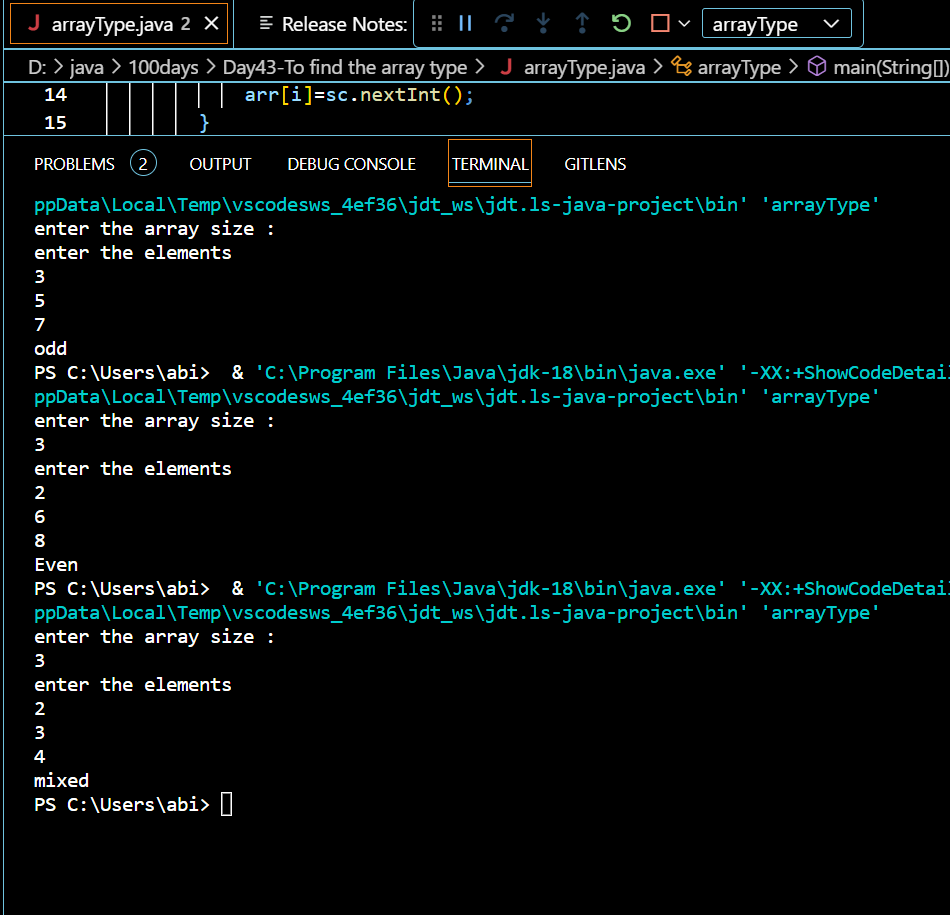 J arrayType.java 2 × Release Notes: arrayType
D: > java > 100days > Day43-To find the array type > J arrayType.java > arrayType > main(String[])
14 arr[i]=sc.nextInt();
15 }
PROBLEMS 2 OUTPUT DEBUG CONSOLE TERMINAL GITLENS
ppData\Local\Temp\vscodesws_4ef36\jdt_ws\jdt.ls-java-project\bin' 'arrayType'
enter the array size :
enter the elements
3
5
7
odd
PS C:\Users\abi>  & 'C:\Program Files\Java\jdk-18\bin\java.exe' '-XX:+ShowCodeDetail
ppData\Local\Temp\vscodesws_4ef36\jdt_ws\jdt.ls-java-project\bin' 'arrayType'
enter the array size :
3
enter the elements
2
6
8
Even
PS C:\Users\abi>  & 'C:\Program Files\Java\jdk-18\bin\java.exe' '-XX:+ShowCodeDetail
ppData\Local\Temp\vscodesws_4ef36\jdt_ws\jdt.ls-java-project\bin' 'arrayType'
enter the array size :
3
enter the elements
2
3
4
mixed
PS C:\Users\abi>